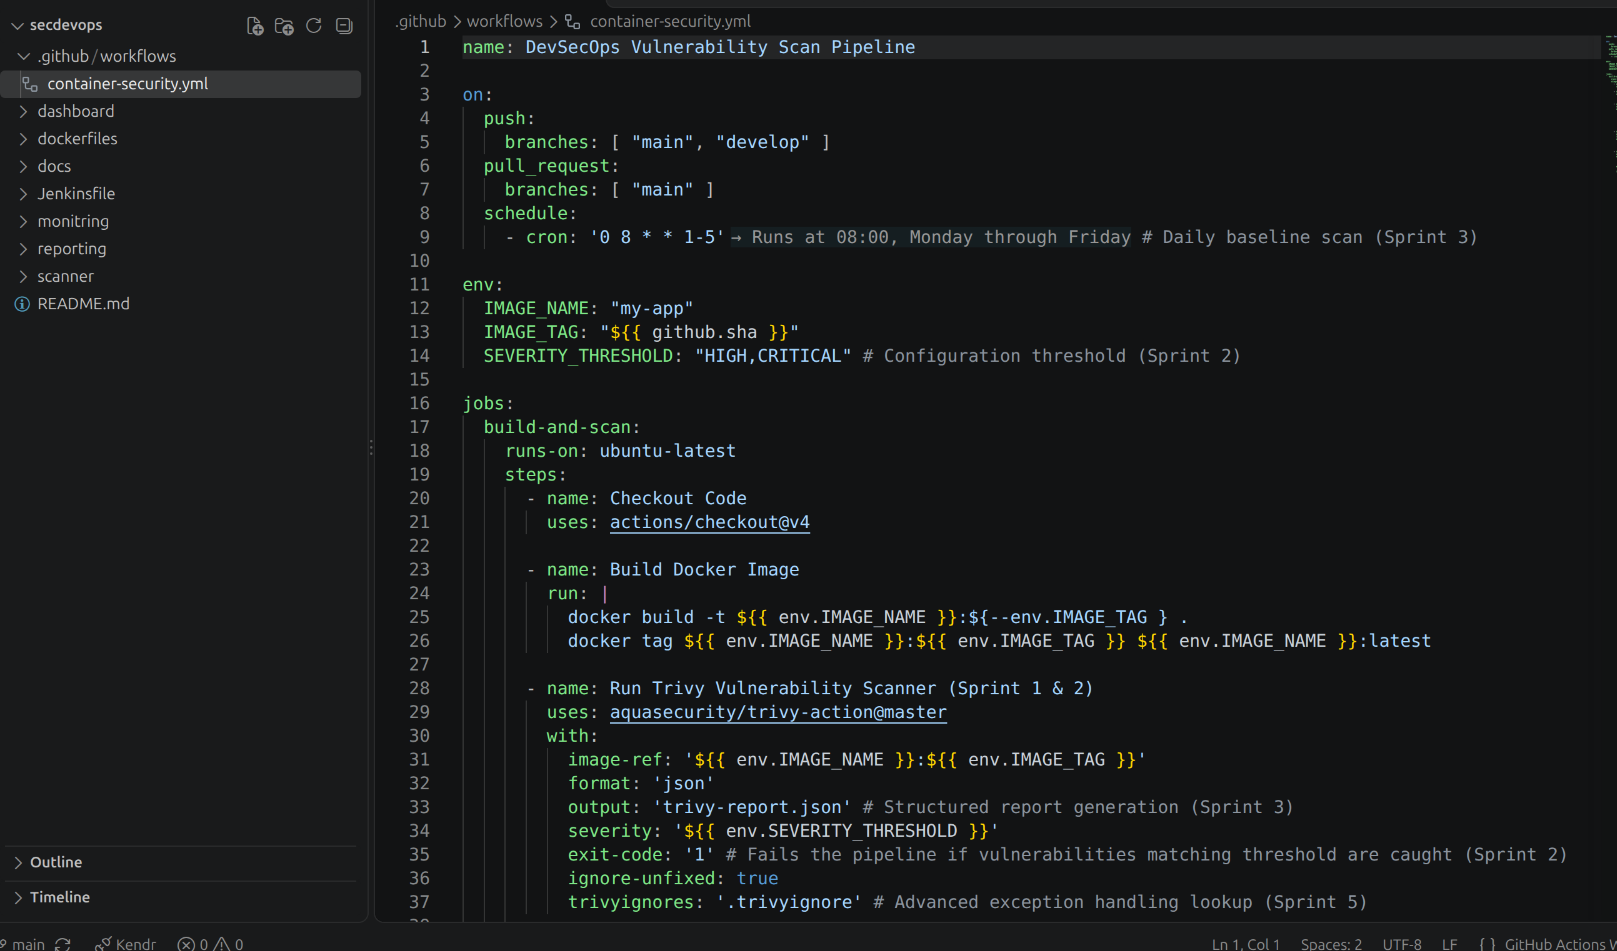 secdevops
.github/workflows
container-security.yml
dashboard
dockerfiles
docs
Jenkinsfile
monitring
reporting
scanner
README.md
Outline
Timeline
.github > workflows > container-security.yml
1 name: DevSecOps Vulnerability Scan Pipeline
2
3 on:
4   push:
5     branches: [ "main", "develop" ]
6   pull_request:
7     branches: [ "main" ]
8   schedule:
9     - cron: '0 8 * * 1-5' → Runs at 08:00, Monday through Friday # Daily baseline scan (Sprint 3)
10
11 env:
12   IMAGE_NAME: "my-app"
13   IMAGE_TAG: "${{ github.sha }}"
14   SEVERITY_THRESHOLD: "HIGH,CRITICAL" # Configuration threshold (Sprint 2)
15
16 jobs:
17   build-and-scan:
18     runs-on: ubuntu-latest
19     steps:
20       - name: Checkout Code
21         uses: actions/checkout@v4
22
23       - name: Build Docker Image
24         run: |
25           docker build -t ${{ env.IMAGE_NAME }}:${--env.IMAGE_TAG } .
26           docker tag ${{ env.IMAGE_NAME }}:${{ env.IMAGE_TAG }} ${{ env.IMAGE_NAME }}:latest
27
28       - name: Run Trivy Vulnerability Scanner (Sprint 1 & 2)
29         uses: aquasecurity/trivy-action@master
30         with:
31           image-ref: '${{ env.IMAGE_NAME }}:${{ env.IMAGE_TAG }}'
32           format: 'json'
33           output: 'trivy-report.json' # Structured report generation (Sprint 3)
34           severity: '${{ env.SEVERITY_THRESHOLD }}'
35           exit-code: '1' # Fails the pipeline if vulnerabilities matching threshold are caught (Sprint 2)
36           ignore-unfixed: true
37           trivyignores: '.trivyignore' # Advanced exception handling lookup (Sprint 5)
main Kendr 0 0 Ln 1, Col 1 Spaces: 2 UTF-8 LF { } GitHub Actions